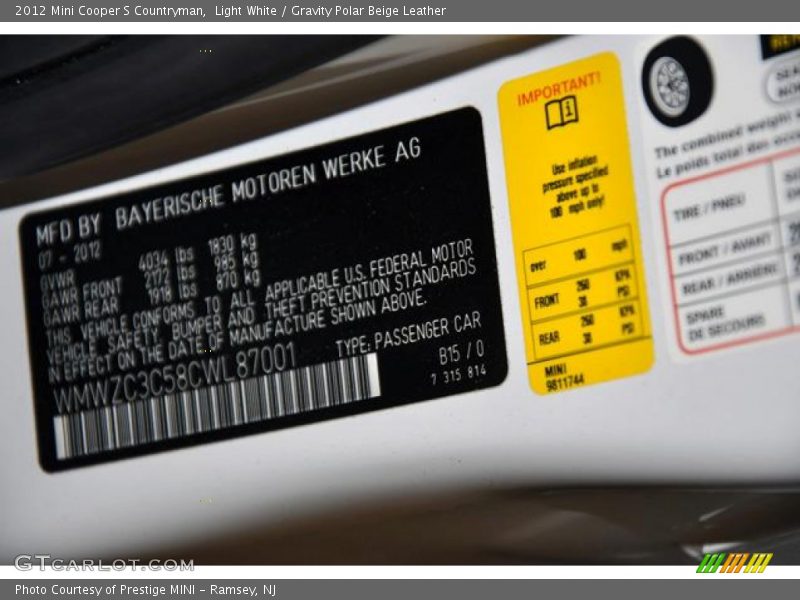 2012 Mini Cooper S Countryman, Light White / Gravity Polar Beige Leather
MFD BY BAYERISCHE MOTOREN WERKE AG
07 - 2012
GVWR 4034 lbs 1830 kg
GAWR FRONT 2172 lbs 985 kg
GAWR REAR 1918 lbs 870 kg
THIS VEHICLE CONFORMS TO ALL APPLICABLE U.S. FEDERAL MOTOR
VEHICLE SAFETY, BUMPER AND THEFT PREVENTION STANDARDS
IN EFFECT ON THE DATE OF MANUFACTURE SHOWN ABOVE.
WMWZC3C58CWL87001
TYPE: PASSENGER CAR
B15 / 0
7 315 814
IMPORTANT!
Use inflation
pressure specified
above up to
100 mph only!
over 100 mph
FRONT 250 KPA
36 PSI
REAR 250 KPA
36 PSI
MINI
9811744
The combined weight
Le poids total des
TIRE / PNEU
FRONT / AVANT
REAR / ARRIÈRE
SPARE
DE SECOURS
GTcarlot.com
Photo Courtesy of Prestige MINI - Ramsey, NJ